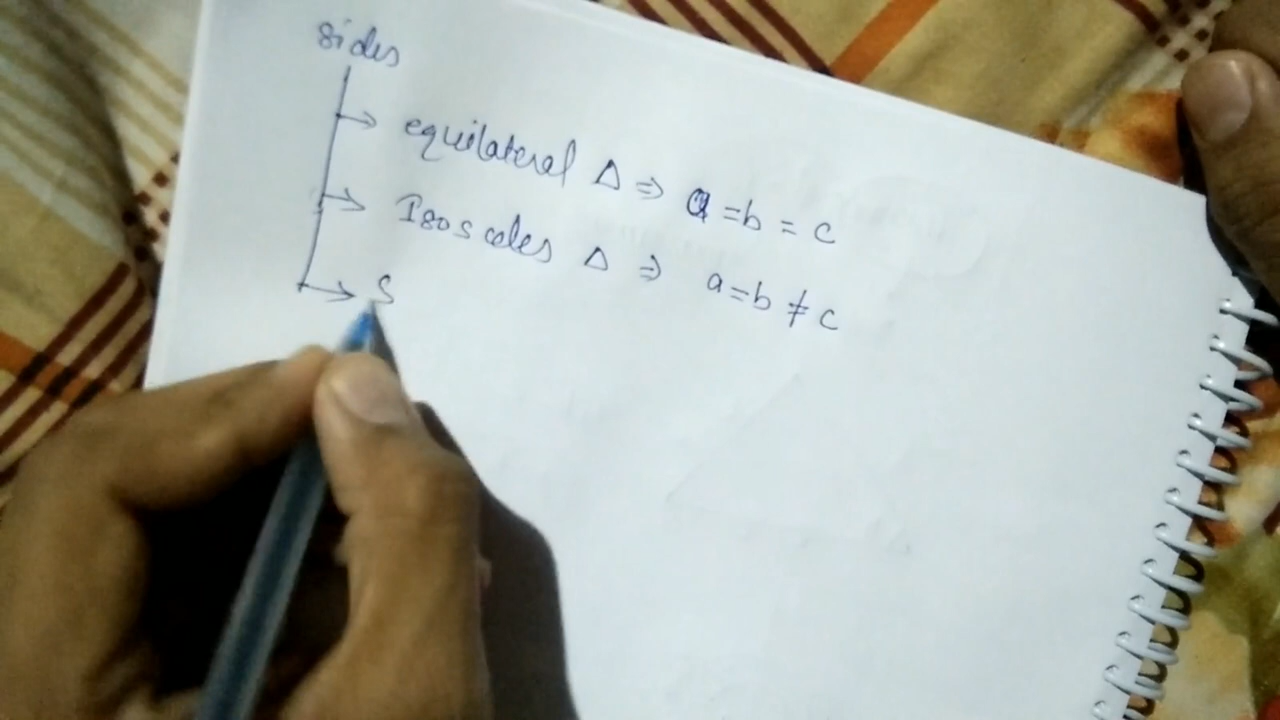 sides
→ equilateral Δ ⇒ a = b = c
→ Isosceles Δ ⇒ a = b ≠ c
→ S